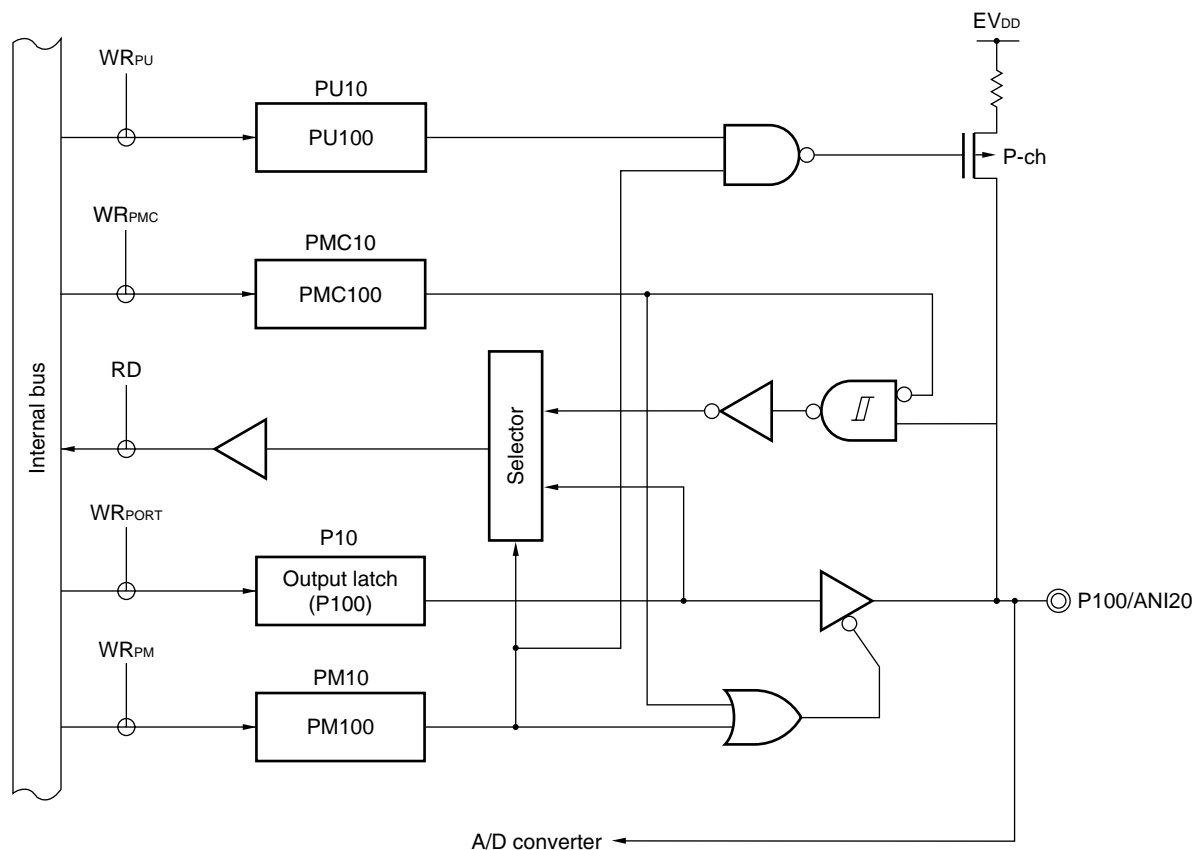 EVDD
WRPU
PU10
PU100
P-ch
WRPMC
PMC10
PMC100
Internal bus
RD
Selector
WRPORT
P10
Output latch
(P100)
P100/ANI20
WRPM
PM10
PM100
A/D converter